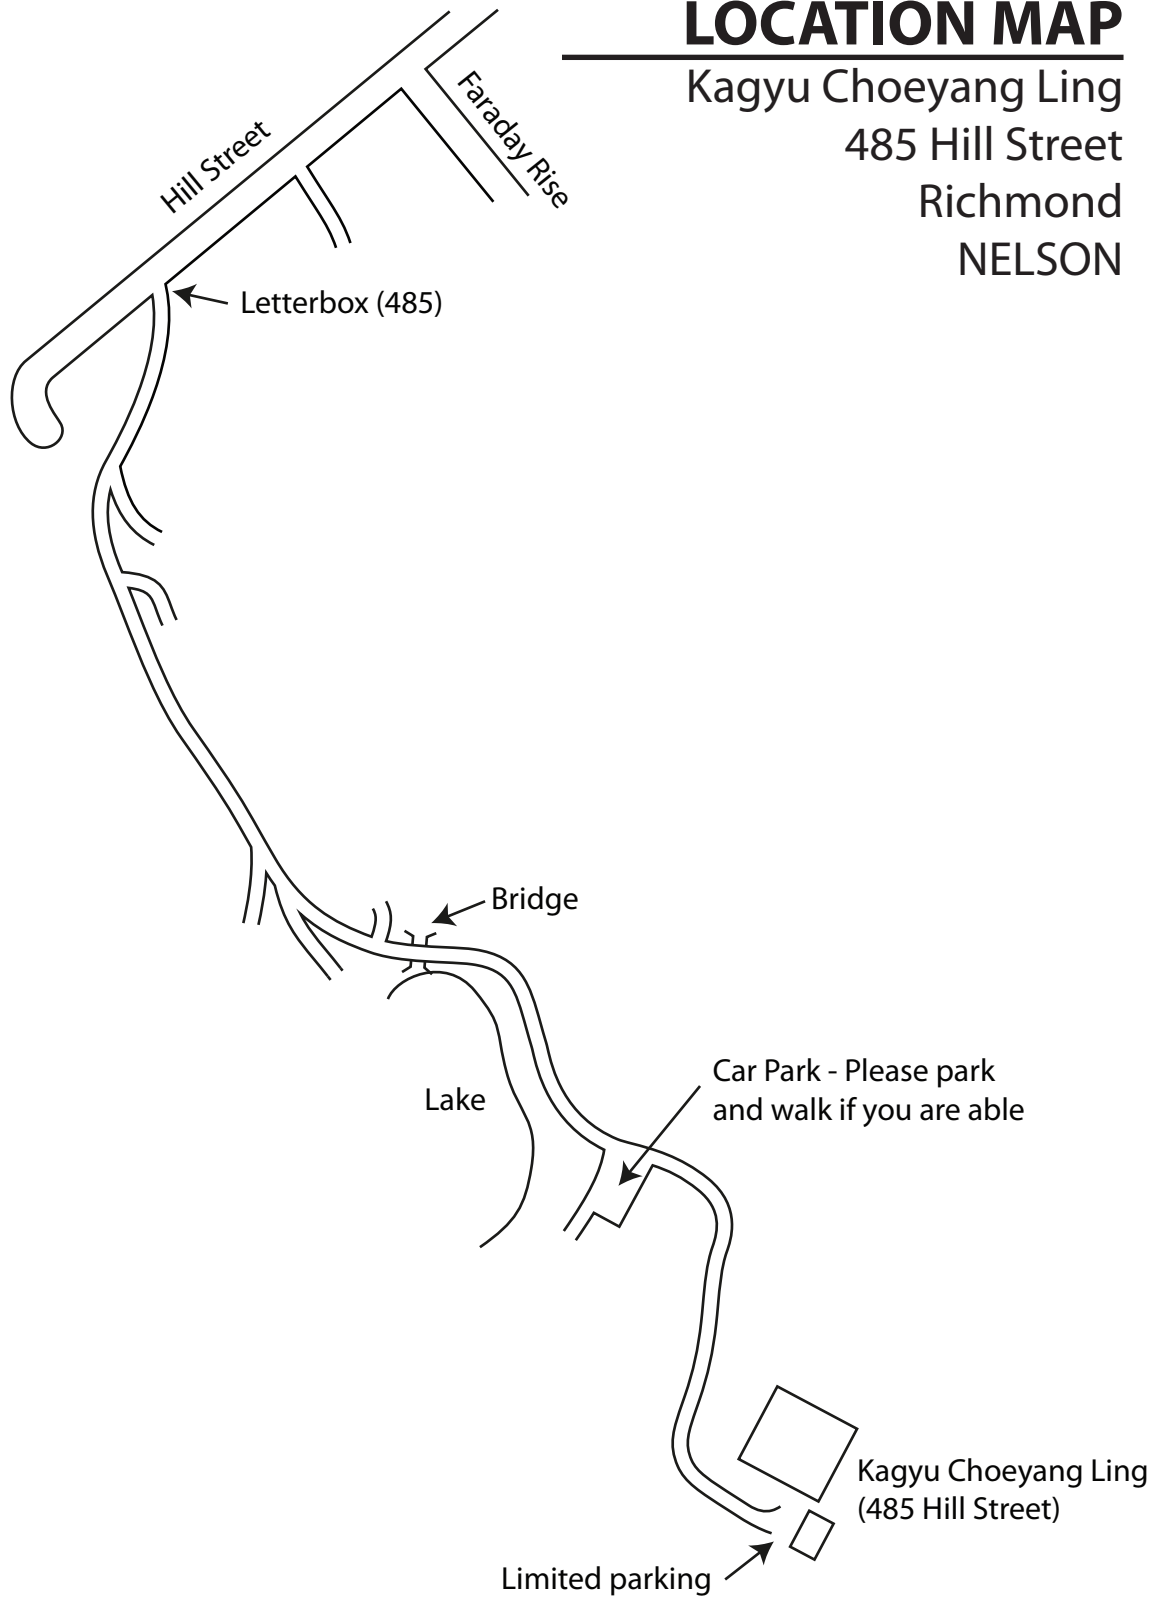 LOCATION MAP
Kagyu Choeyang Ling
485 Hill Street
Richmond
NELSON
Faraday Rise
Hill Street
Letterbox (485)
Bridge
Car Park - Please park
and walk if you are able
Lake
Kagyu Choeyang Ling
(485 Hill Street)
Limited parking